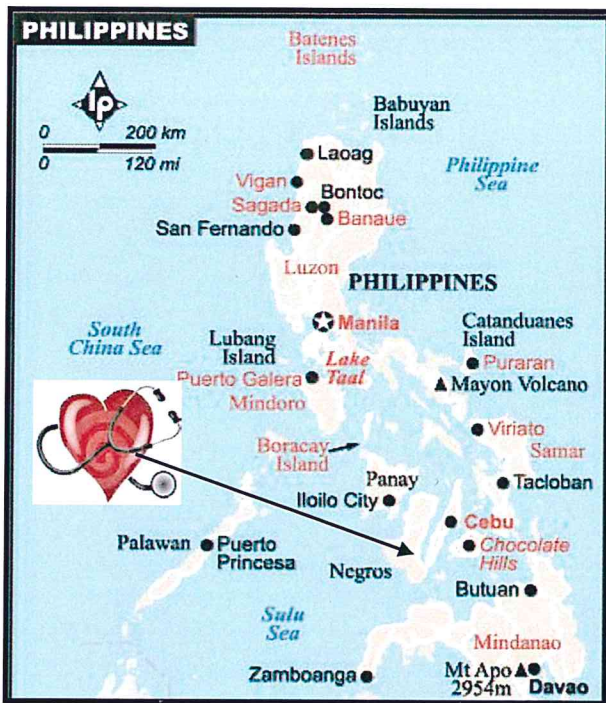 PHILIPPINES
Batenes
Islands
lp
0 200 km
0 120 mi
Babuyan
Islands
Laoag
Philippine
Sea
Vigan
Bontoc
Sagada
Banaue
San Fernando
Luzon
PHILIPPINES
Manila
South
China Sea
Lubang
Island
Lake
Taal
Catanduanes
Island
Puraran
Puerto Galera
Mayon Volcano
Mindoro
Viriato
Samar
Boracay
Island
Panay
Tacloban
Iloilo City
Cebu
Chocolate
Hills
Palawan
Puerto
Princesa
Negros
Butuan
Sulu
Sea
Mindanao
Zamboanga
Mt Apo
2954m
Davao